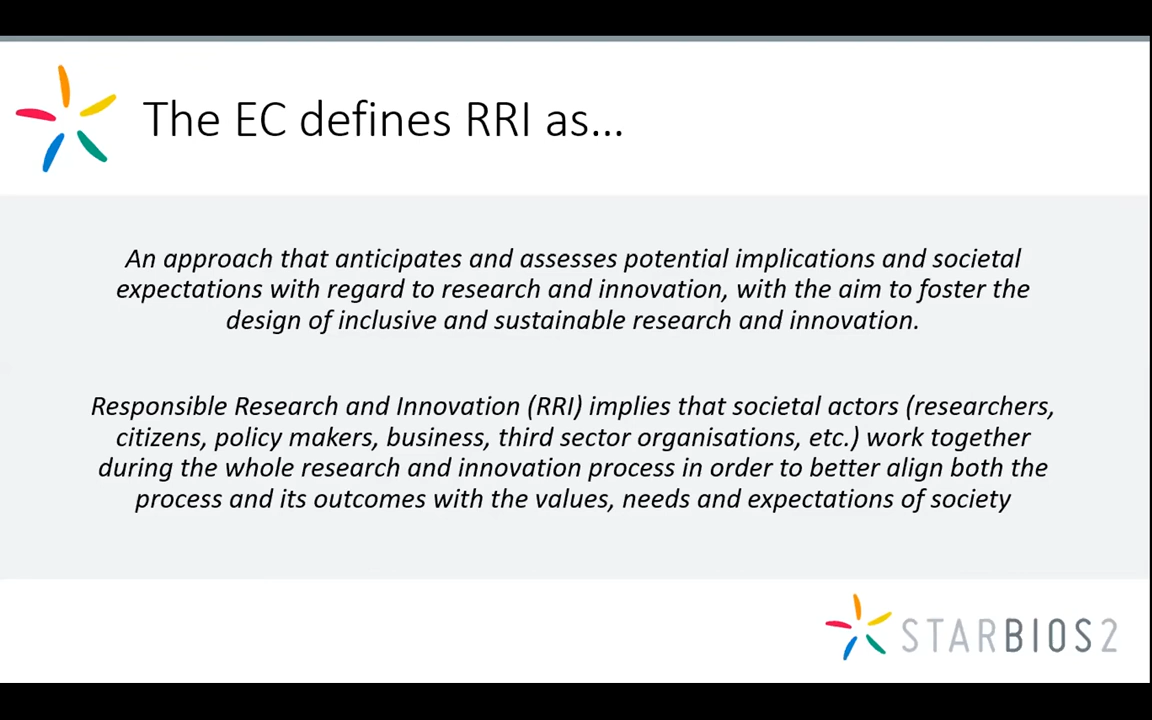 The EC defines RRI as...
An approach that anticipates and assesses potential implications and societal
expectations with regard to research and innovation, with the aim to foster the
design of inclusive and sustainable research and innovation.
Responsible Research and Innovation (RRI) implies that societal actors (researchers,
citizens, policy makers, business, third sector organisations, etc.) work together
during the whole research and innovation process in order to better align both the
process and its outcomes with the values, needs and expectations of society
STARBIOS2